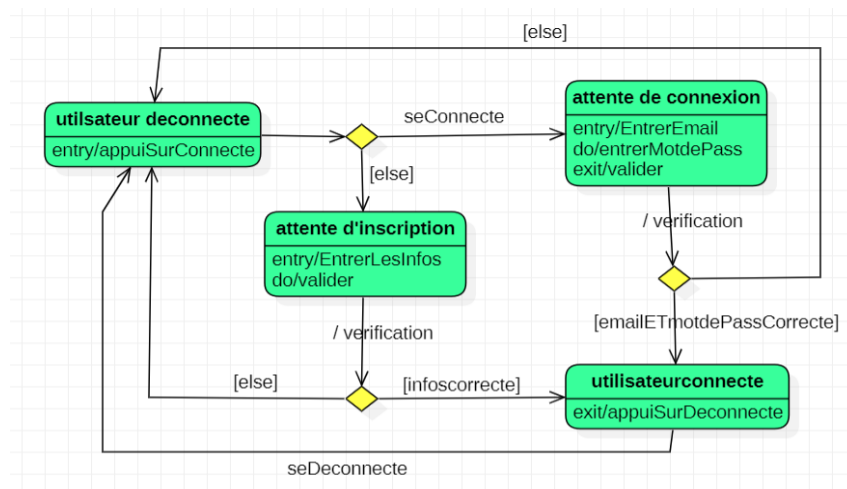 [else]
utilsateur deconnecte
entry/appuiSurConnecte
seConnecte
attente de connexion
entry/EntrerEmail
do/entrerMotdePass
exit/valider
[else]
attente d'inscription
entry/EntrerLesInfos
do/valider
/ verification
/ verification
[emailETmotdePassCorrecte]
[else]
[infoscorrecte]
utilisateurconnecte
exit/appuiSurDeconnecte
seDeconnecte